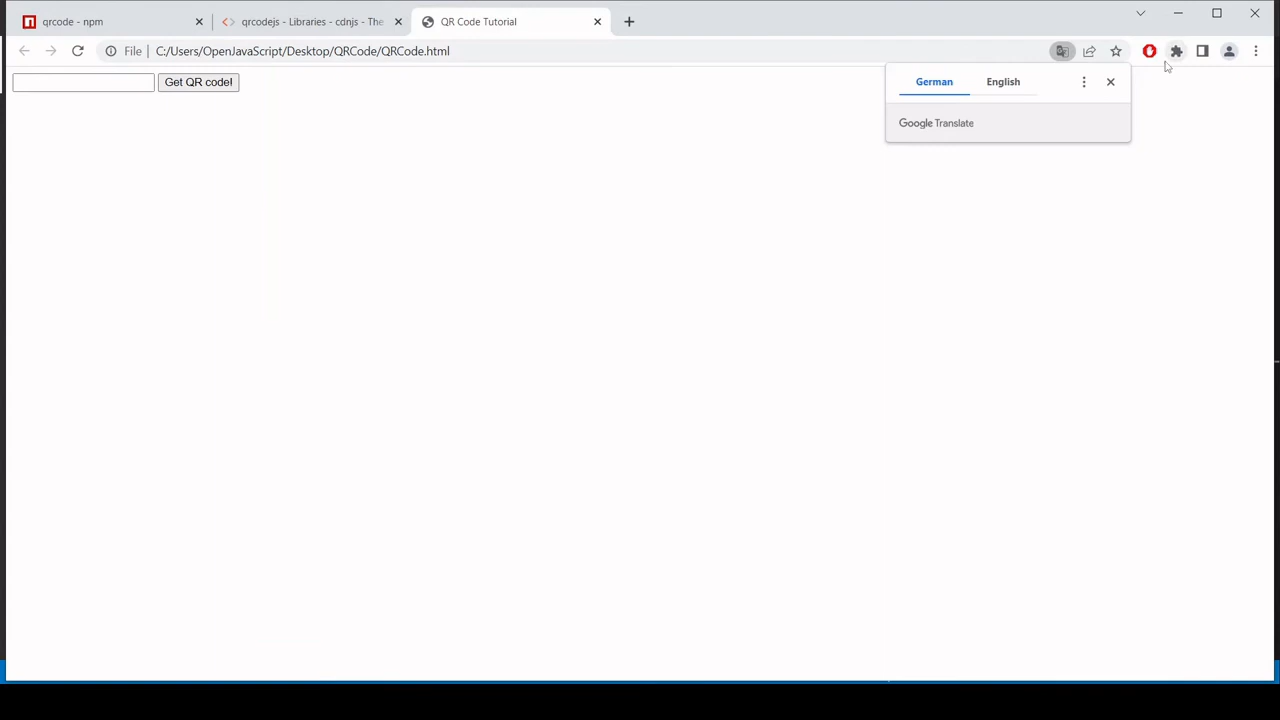 qrcode - npm
qrcodejs - Libraries - cdnjs - The
QR Code Tutorial
File
C:/Users/OpenJavaScript/Desktop/QRCode/QRCode.html
Get QR code!
German
English
Google Translate